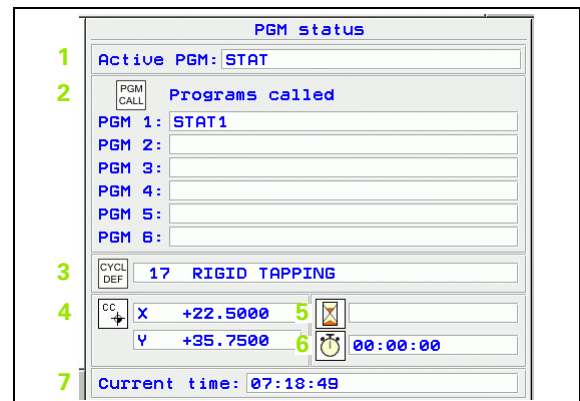 PGM status
1 Active PGM: STAT
2 PGM CALL Programs called
PGM 1: STAT1
PGM 2:
PGM 3:
PGM 4:
PGM 5:
PGM 6:
3 CYCL DEF 17 RIGID TAPPING
4 CC X +22.5000 5
Y +35.7500 6 00:00:00
7 Current time: 07:18:49